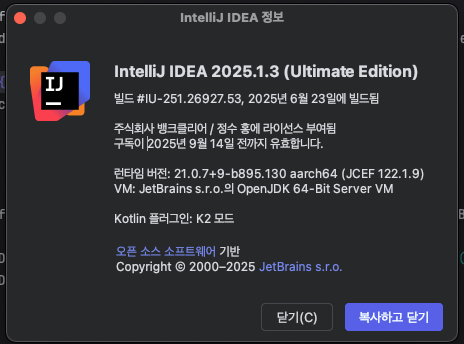 IntelliJ IDEA 정보
IJ
IntelliJ IDEA 2025.1.3 (Ultimate Edition)
빌드 #IU-251.26927.53, 2025년 6월 23일에 빌드됨
주식회사 뱅크클리어 / 정수 홍에 라이선스 부여됨
구독이 2025년 9월 14일 전까지 유효합니다.
런타임 버전: 21.0.7+9-b895.130 aarch64 (JCEF 122.1.9)
VM: JetBrains s.r.o.의 OpenJDK 64-Bit Server VM
Kotlin 플러그인: K2 모드
오픈 소스 소프트웨어 기반
Copyright © 2000–2025 JetBrains s.r.o.
닫기(C)
복사하고 닫기